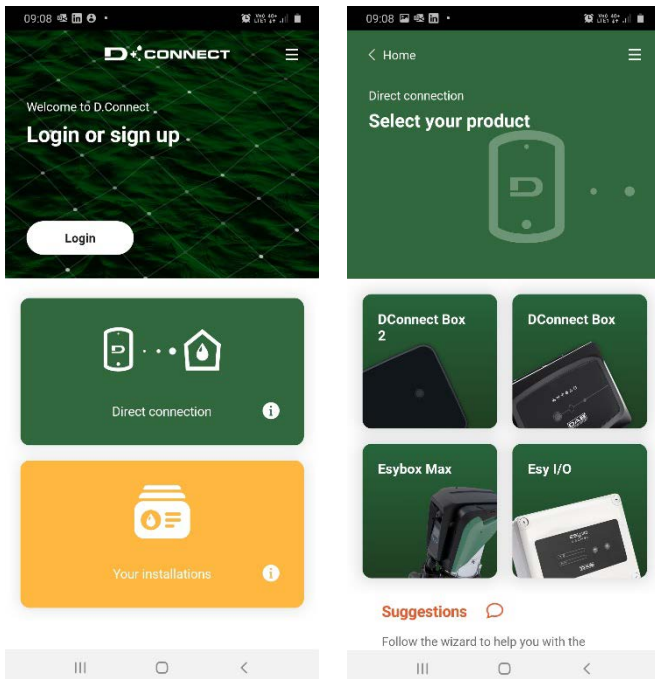 09:08
D+CONNECT
Welcome to D.Connect
Login or sign up
Login
Direct connection
Your installations
09:08
Home
Direct connection
Select your product
D
DConnect Box
2
DConnect Box
DAB
Esybox Max
Esy I/O
Suggestions
Follow the wizard to help you with the